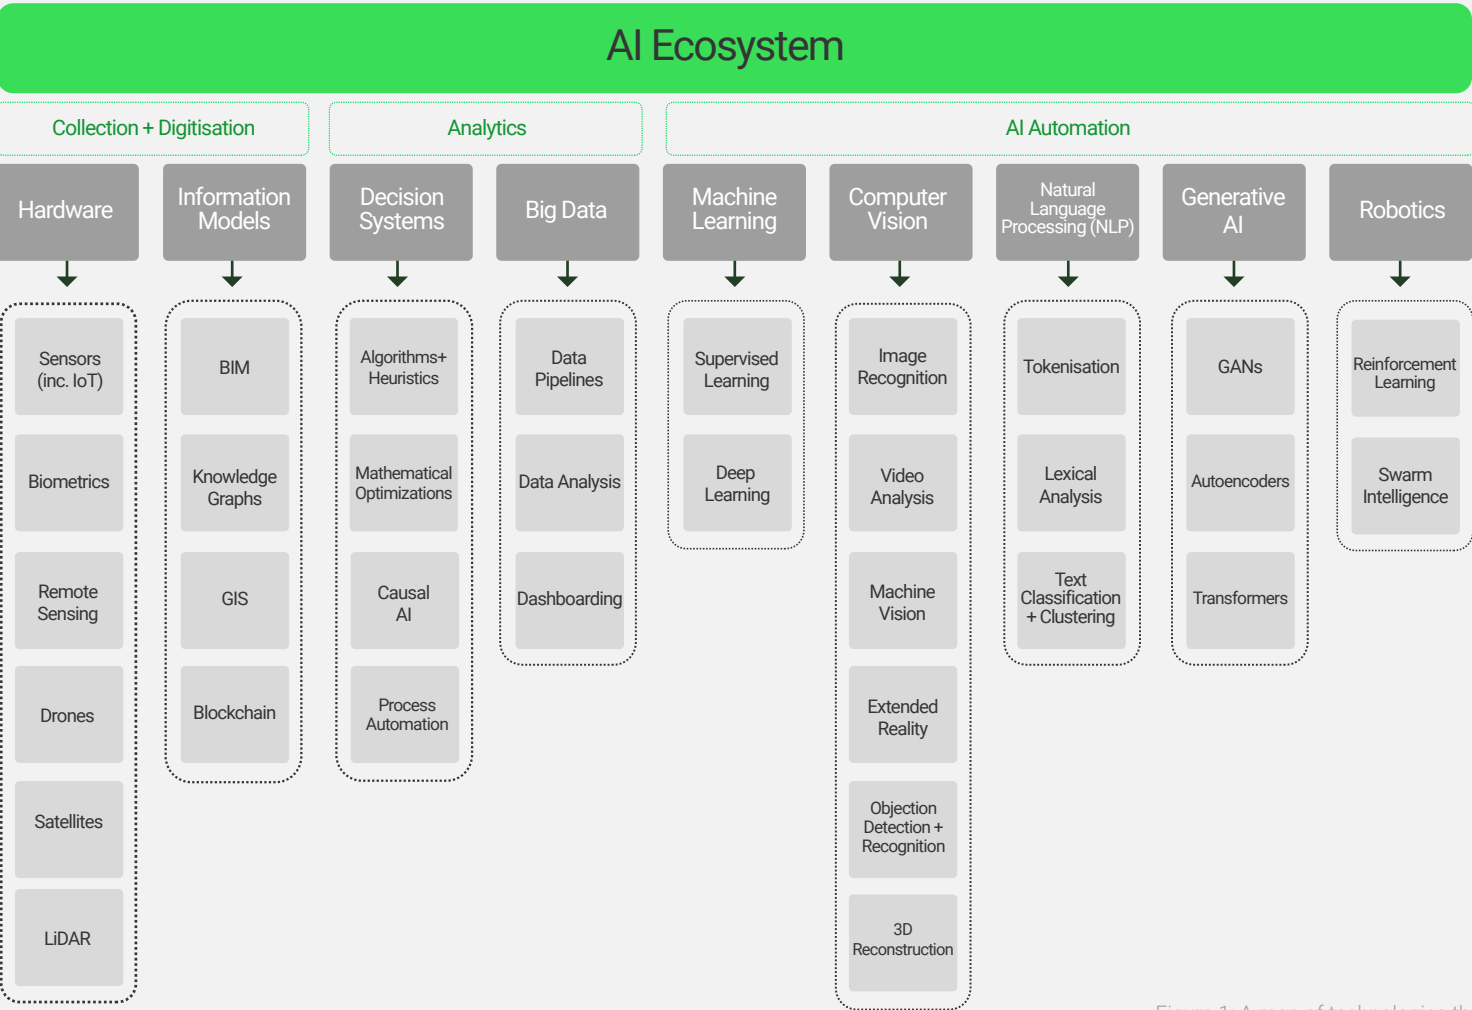 AI Ecosystem
Collection + Digitisation
Analytics
AI Automation
Hardware
Information
Models
Decision
Systems
Big Data
Machine
Learning
Computer
Vision
Natural
Language
Processing (NLP)
Generative
AI
Robotics
Sensors
(inc. IoT)
Biometrics
Remote
Sensing
Drones
Satellites
LiDAR
BIM
Knowledge
Graphs
GIS
Blockchain
Algorithms+
Heuristics
Mathematical
Optimizations
Causal
AI
Process
Automation
Data
Pipelines
Data Analysis
Dashboarding
Supervised
Learning
Deep
Learning
Image
Recognition
Video
Analysis
Machine
Vision
Extended
Reality
Objection
Detection +
Recognition
3D
Reconstruction
Tokenisation
Lexical
Analysis
Text
Classification
+ Clustering
GANs
Autoencoders
Transformers
Reinforcement
Learning
Swarm
Intelligence